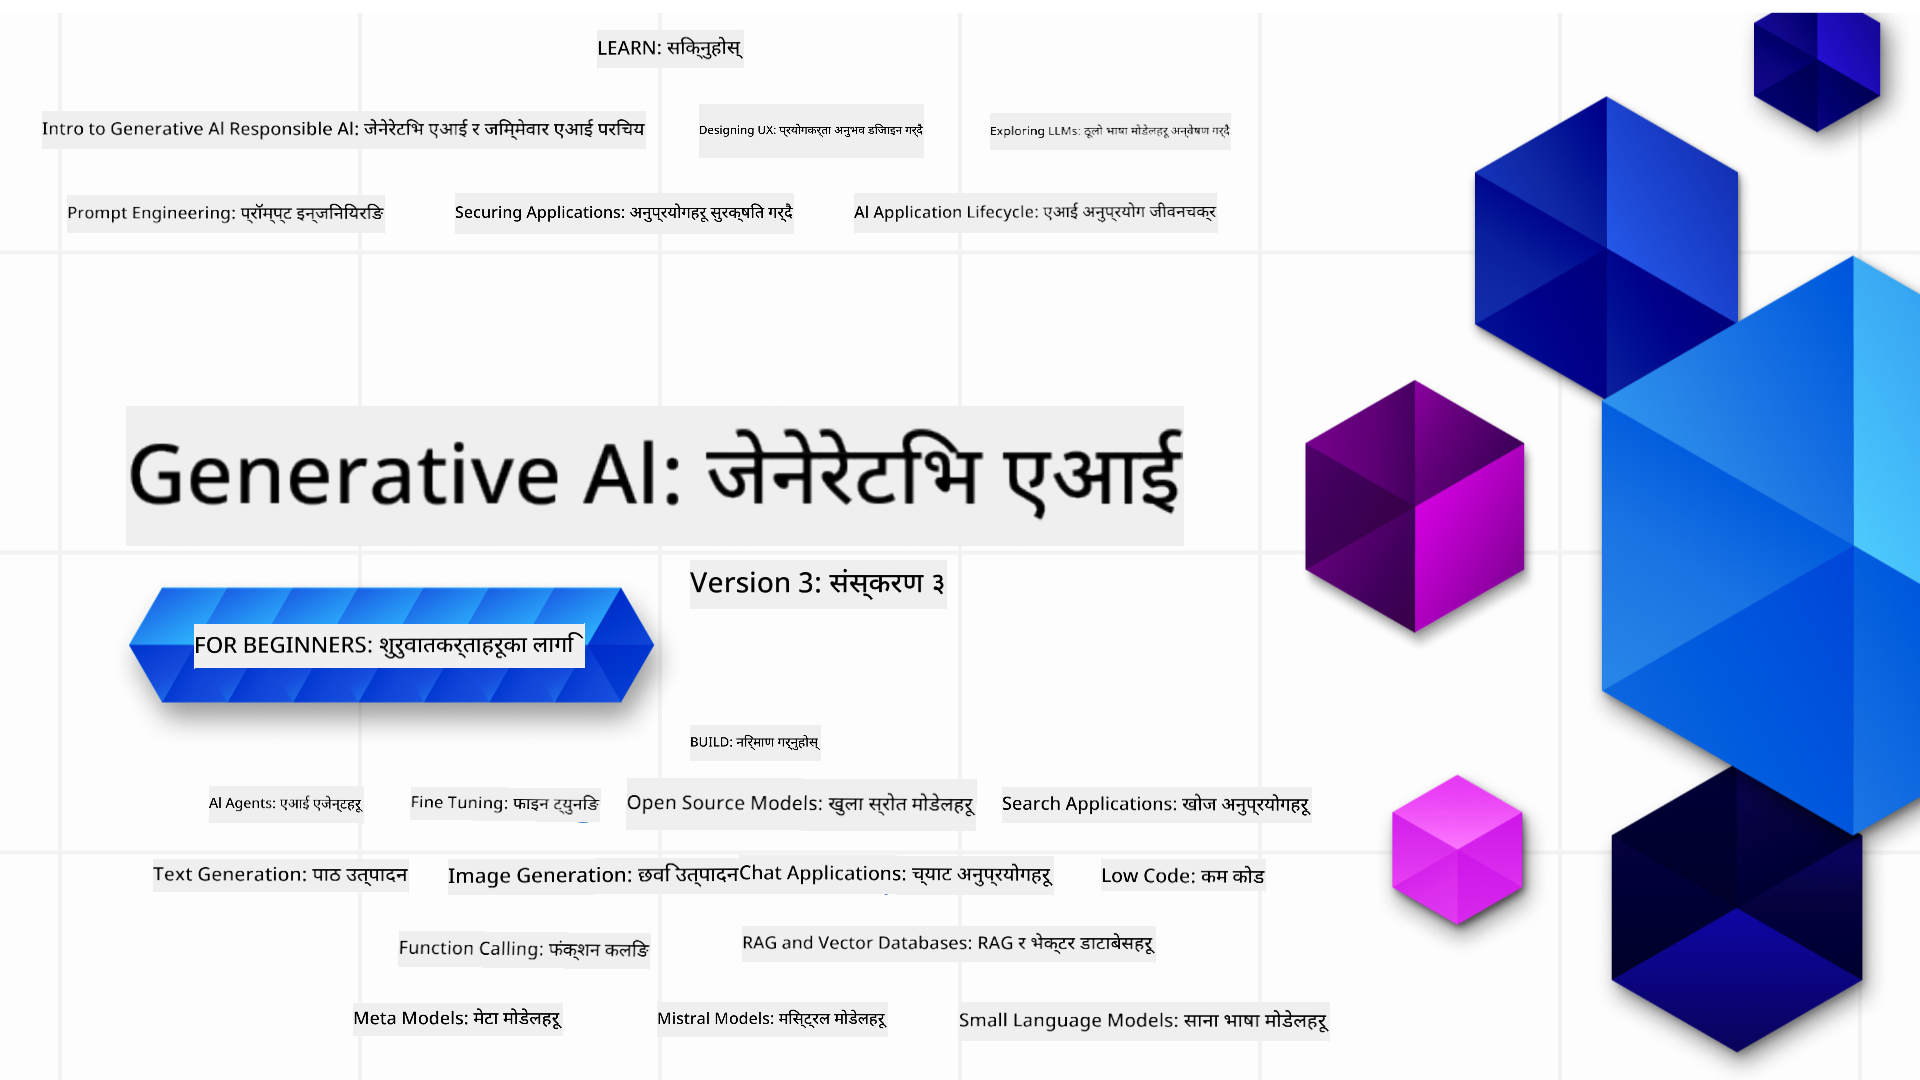 LEARN: सिक्नुहोस्
Intro to Generative AI Responsible AI: जेनेरेटिभ एआई र जिम्मेवार एआई परिचय
Designing UX: प्रयोगकर्ता अनुभव डिजाइन गर्दै
Exploring LLMs: ठूलो भाषा मोडेलहरू अन्वेषण गर्दै
Prompt Engineering: प्रॉम्प्ट इन्जिनियरिङ
Securing Applications: अनुप्रयोगहरू सुरक्षित गर्दै
AI Application Lifecycle: एआई अनुप्रयोग जीवनचक्र
Generative AI: जेनेरेटिभ एआई
Version 3: संस्करण ३
FOR BEGINNERS: शुरुवातकर्ताहरूका लागि
BUILD: निर्माण गर्नुहोस्
AI Agents: एआई एजेन्टहरू
Fine Tuning: फाइन ट्युनिङ
Open Source Models: खुला स्रोत मोडेलहरू
Search Applications: खोज अनुप्रयोगहरू
Text Generation: पाठ उत्पादन
Image Generation: छवि उत्पादन
Chat Applications: च्याट अनुप्रयोगहरू
Low Code: कम कोड
Function Calling: फंक्शन कलिङ
RAG and Vector Databases: RAG र भेक्टर डाटाबेसहरू
Meta Models: मेटा मोडेलहरू
Mistral Models: मिस्ट्रल मोडेलहरू
Small Language Models: साना भाषा मोडेलहरू